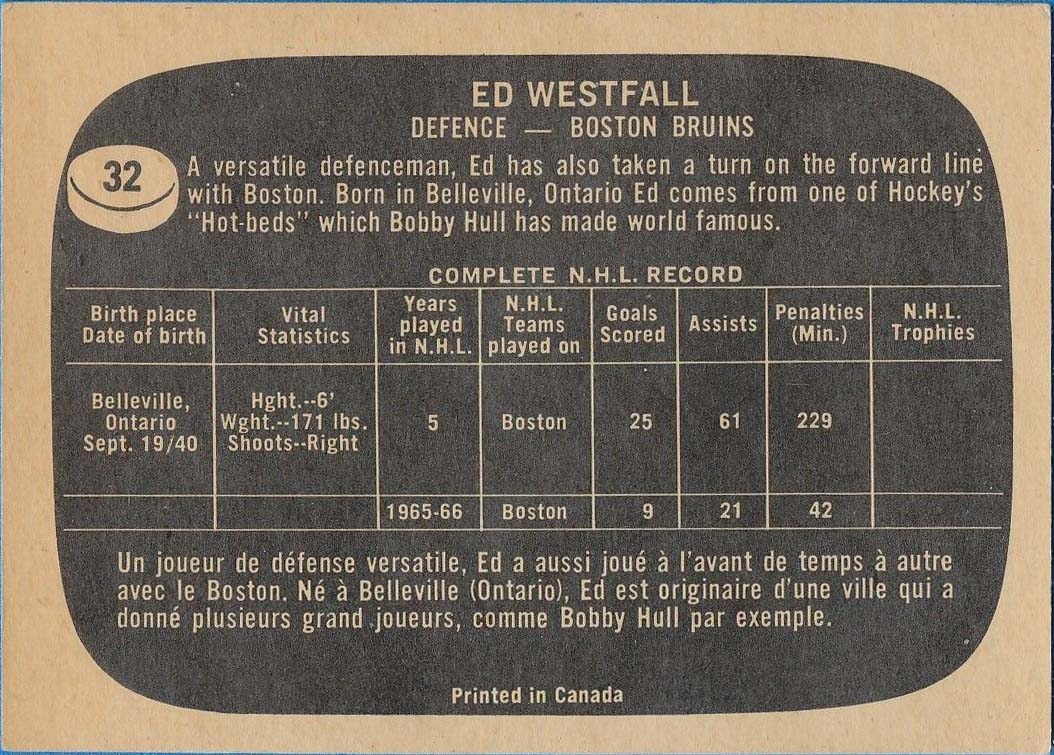 ED WESTFALL
DEFENCE — BOSTON BRUINS
32
A versatile defenceman, Ed has also taken a turn on the forward line
with Boston. Born in Belleville, Ontario Ed comes from one of Hockey's
"Hot-beds" which Bobby Hull has made world famous.
COMPLETE N.H.L. RECORD
Birth place
Date of birth
Vital
Statistics
Years
played
in N.H.L.
N.H.L.
Teams
played on
Goals
Scored
Assists
Penalties
(Min.)
N.H.L.
Trophies
Belleville,
Ontario
Sept. 19/40
Hght.--6'
Wght.--171 lbs.
Shoots--Right
5
Boston
25
61
229
1965-66
Boston
9
21
42
Un joueur de défense versatile, Ed a aussi joué à l'avant de temps à autre
avec le Boston. Né à Belleville (Ontario), Ed est originaire d'une ville qui a
donné plusieurs grand joueurs, comme Bobby Hull par exemple.
Printed in Canada